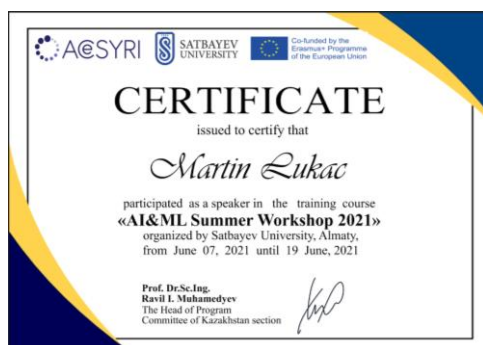 ACeSYRI
SATBAYEV
UNIVERSITY
Co-funded by the
Erasmus+ Programme
of the European Union
CERTIFICATE
issued to certify that
Martin Lukac
participated as a speaker in the training course
«AI&ML Summer Workshop 2021»
organized by Satbayev University, Almaty,
from June 07, 2021 until 19 June, 2021
Prof. Dr.Sc.Ing.
Ravil I. Muhamedyev
The Head of Program
Committee of Kazakhstan section